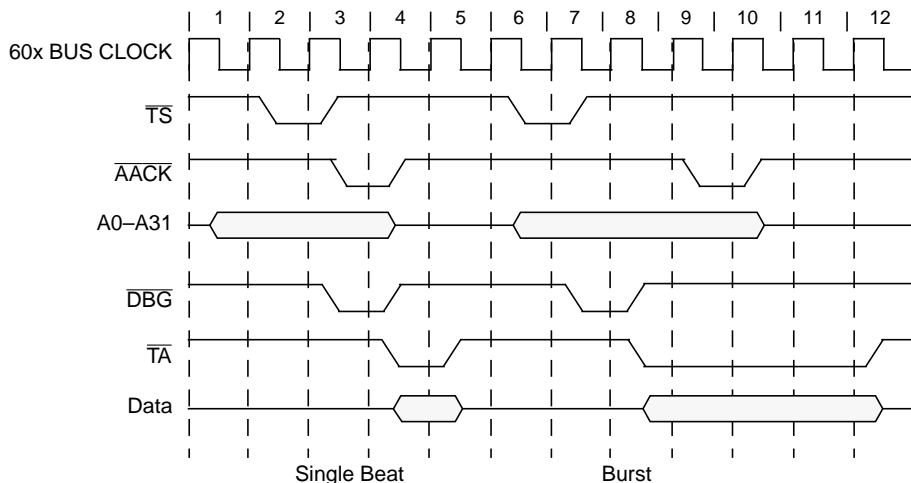 1 2 3 4 5 6 7 8 9 10 11 12
60x BUS CLOCK
TS
AACK
A0–A31
DBG
TA
Data
Single Beat Burst